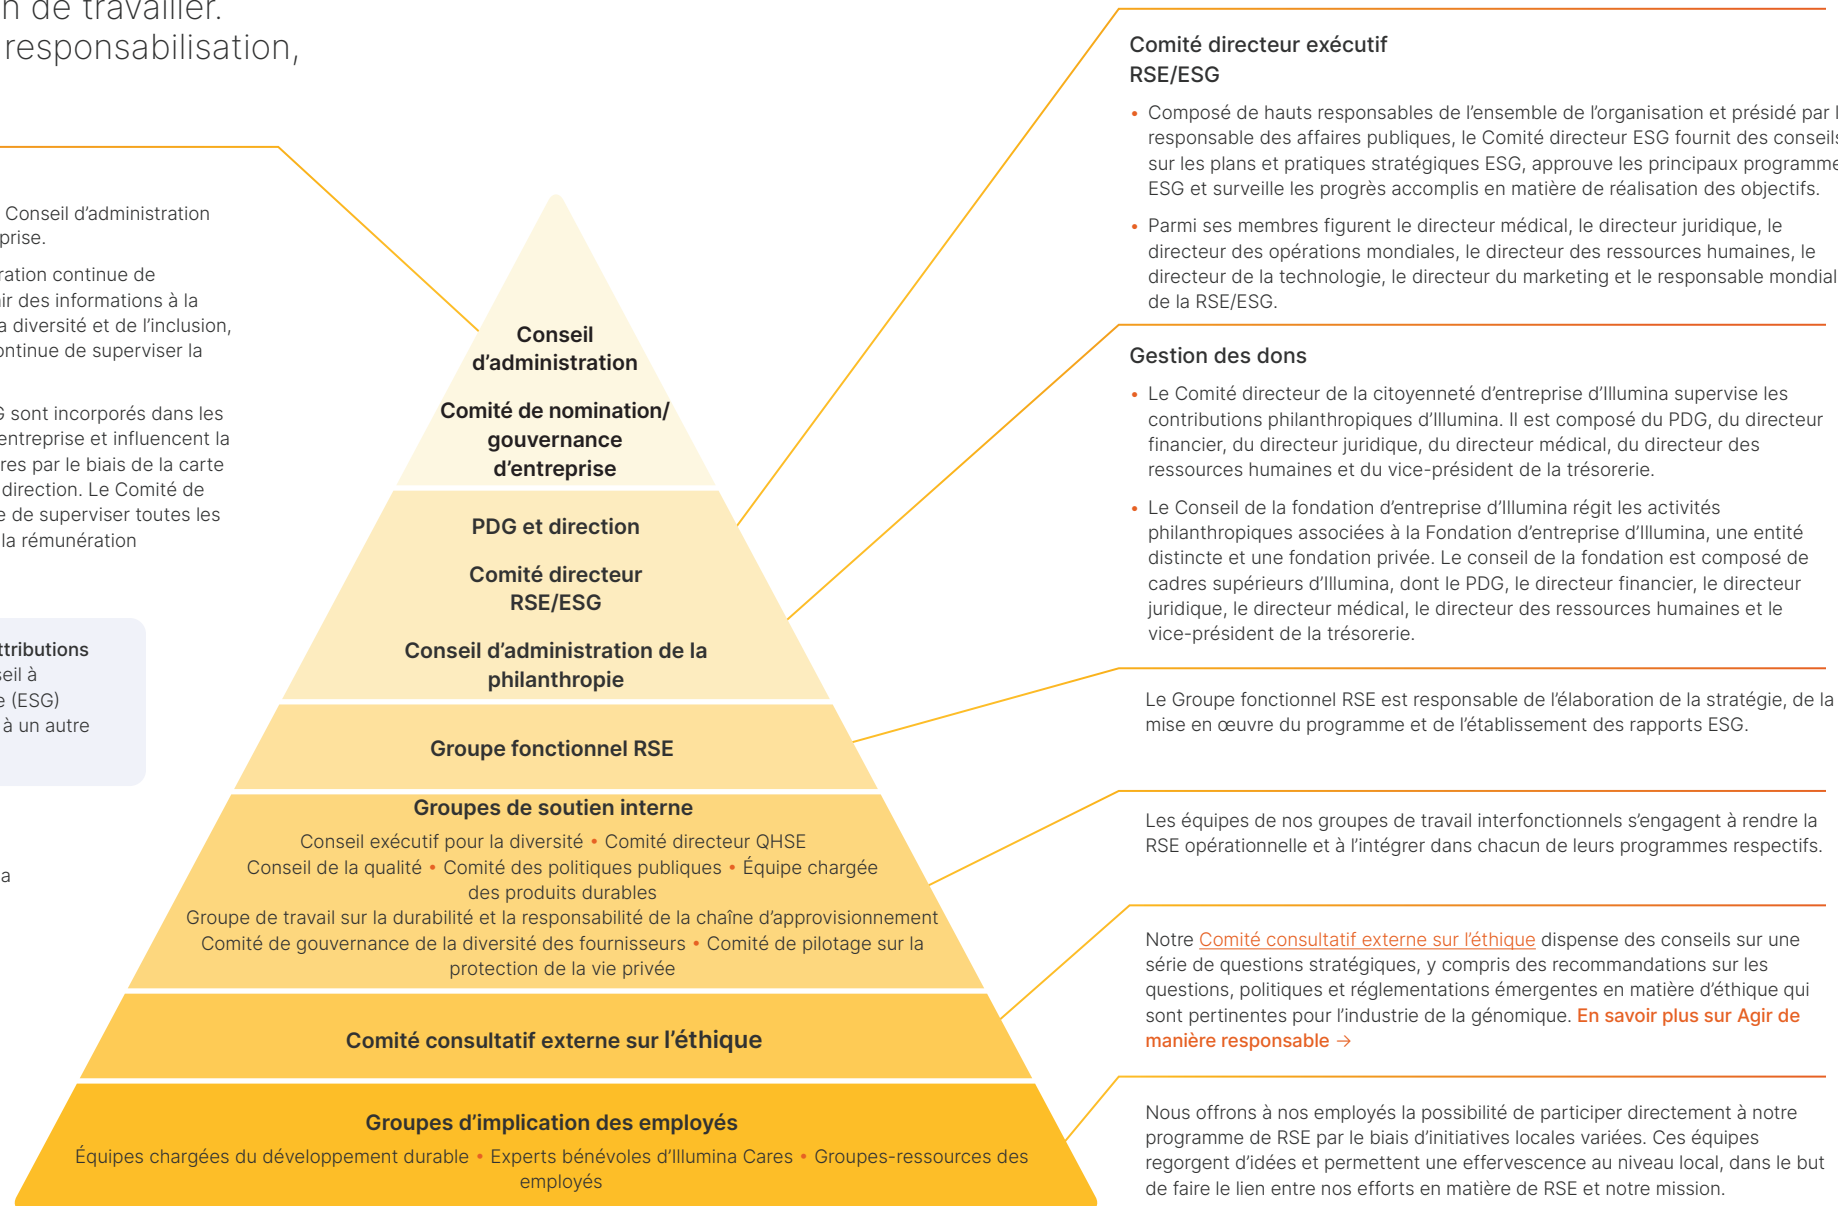 de travailler.
responsabilisation,
Conseil d’administration
ration continue de
des informations à la
diversité et de l’inclusion,
continue de superviser la
sont incorporés dans les
entreprise et influencent la
par le biais de la carte
direction. Le Comité de
de superviser toutes les
la rémunération
seil à
(ESG)
à un autre
Conseil
d’administration
Comité de nomination/
gouvernance
d’entreprise
PDG et direction
Comité directeur
RSE/ESG
Conseil d’administration de la
philanthropie
Groupe fonctionnel RSE
Groupes de soutien interne
Conseil exécutif pour la diversité • Comité directeur QHSE
Conseil de la qualité • Comité des politiques publiques • Équipe chargée
des produits durables
Groupe de travail sur la durabilité et la responsabilité de la chaîne d’approvisionnement
Comité de gouvernance de la diversité des fournisseurs • Comité de pilotage sur la
protection de la vie privée
Comité consultatif externe sur l’éthique
Groupes d’implication des employés
Équipes chargées du développement durable • Experts bénévoles d’Illumina Cares • Groupes-ressources des
employés
Comité directeur exécutif
RSE/ESG
• Composé de hauts responsables de l’ensemble de l’organisation et présidé par
responsable des affaires publiques, le Comité directeur ESG fournit des conseils
sur les plans et pratiques stratégiques ESG, approuve les principaux programme
ESG et surveille les progrès accomplis en matière de réalisation des objectifs.
• Parmi ses membres figurent le directeur médical, le directeur juridique, le
directeur des opérations mondiales, le directeur des ressources humaines, le
directeur de la technologie, le directeur du marketing et le responsable mondial
de la RSE/ESG.
Gestion des dons
• Le Comité directeur de la citoyenneté d’entreprise d’Illumina supervise les
contributions philanthropiques d’Illumina. Il est composé du PDG, du directeur
financier, du directeur juridique, du directeur médical, du directeur des
ressources humaines et du vice-président de la trésorerie.
• Le Conseil de la fondation d’entreprise d’Illumina régit les activités
philanthropiques associées à la Fondation d’entreprise d’Illumina, une entité
distincte et une fondation privée. Le conseil de la fondation est composé de
cadres supérieurs d’Illumina, dont le PDG, le directeur financier, le directeur
juridique, le directeur médical, le directeur des ressources humaines et le
vice-président de la trésorerie.
Le Groupe fonctionnel RSE est responsable de l’élaboration de la stratégie, de la
mise en œuvre du programme et de l’établissement des rapports ESG.
Les équipes de nos groupes de travail interfonctionnels s’engagent à rendre la
RSE opérationnelle et à l’intégrer dans chacun de leurs programmes respectifs.
Notre Comité consultatif externe sur l’éthique dispense des conseils sur une
série de questions stratégiques, y compris des recommandations sur les
questions, politiques et réglementations émergentes en matière d’éthique qui
sont pertinentes pour l’industrie de la génomique. En savoir plus sur Agir de
manière responsable →
Nous offrons à nos employés la possibilité de participer directement à notre
programme de RSE par le biais d’initiatives locales variées. Ces équipes
regorgent d’idées et permettent une effervescence au niveau local, dans le but
de faire le lien entre nos efforts en matière de RSE et notre mission.